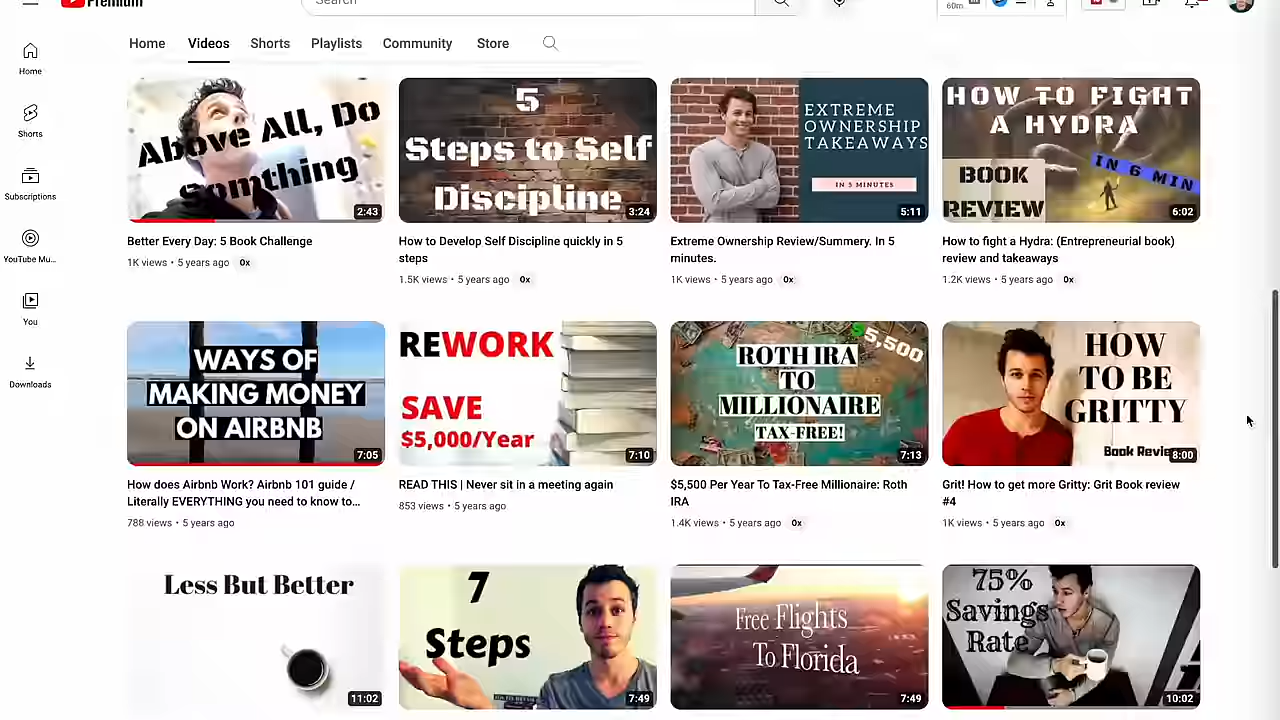 Premium
Search
60m
Home
Videos
Shorts
Playlists
Community
Store
Home
Shorts
Subscriptions
YouTube Mu...
You
Downloads
Above All, Do
Somthing
2:43
Better Every Day: 5 Book Challenge
1K views • 5 years ago 0x
5
Steps to Self
Discipline
3:24
How to Develop Self Discipline quickly in 5
steps
1.5K views • 5 years ago 0x
EXTREME
OWNERSHIP
TAKEAWAYS
IN 5 MINUTES
5:11
Extreme Ownership Review/Summery. In 5
minutes.
1K views • 5 years ago 0x
HOW TO FIGHT
A HYDRA
IN 6 MIN
BOOK
REVIEW
6:02
How to fight a Hydra: (Entrepreneurial book)
review and takeaways
1.2K views • 5 years ago 0x
WAYS OF
MAKING MONEY
ON AIRBNB
7:05
How does Airbnb Work? Airbnb 101 guide /
Literally EVERYTHING you need to know to...
788 views • 5 years ago
REWORK
SAVE
$5,000/Year
7:10
READ THIS | Never sit in a meeting again
853 views • 5 years ago
$5,500
ROTH IRA
TO
MILLIONAIRE
TAX-FREE!
7:13
$5,500 Per Year To Tax-Free Millionaire: Roth
IRA
1.4K views • 5 years ago 0x
HOW
TO BE
GRITTY
Book Revie
8:00
Grit! How to get more Gritty: Grit Book review
#4
1K views • 5 years ago 0x
Less But Better
11:02
7
Steps
7:49
Free Flights
To Florida
7:49
75%
Savings
Rate
10:02